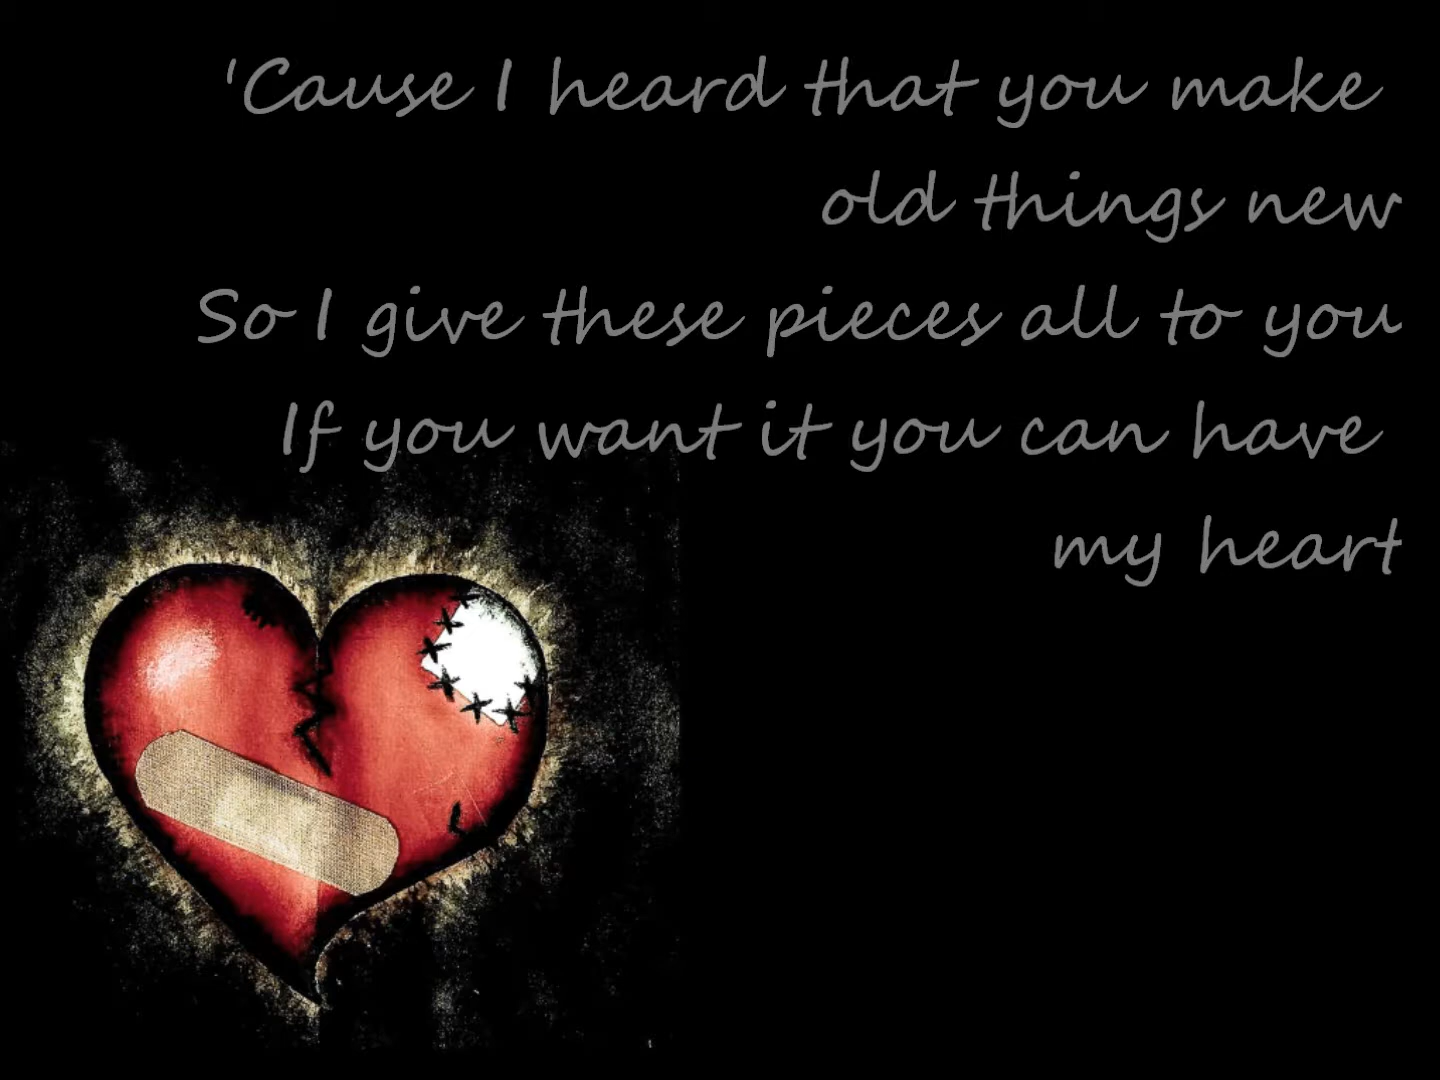 'Cause I heard that you make
old things new
So I give these pieces all to you
If you want it you can have
my heart